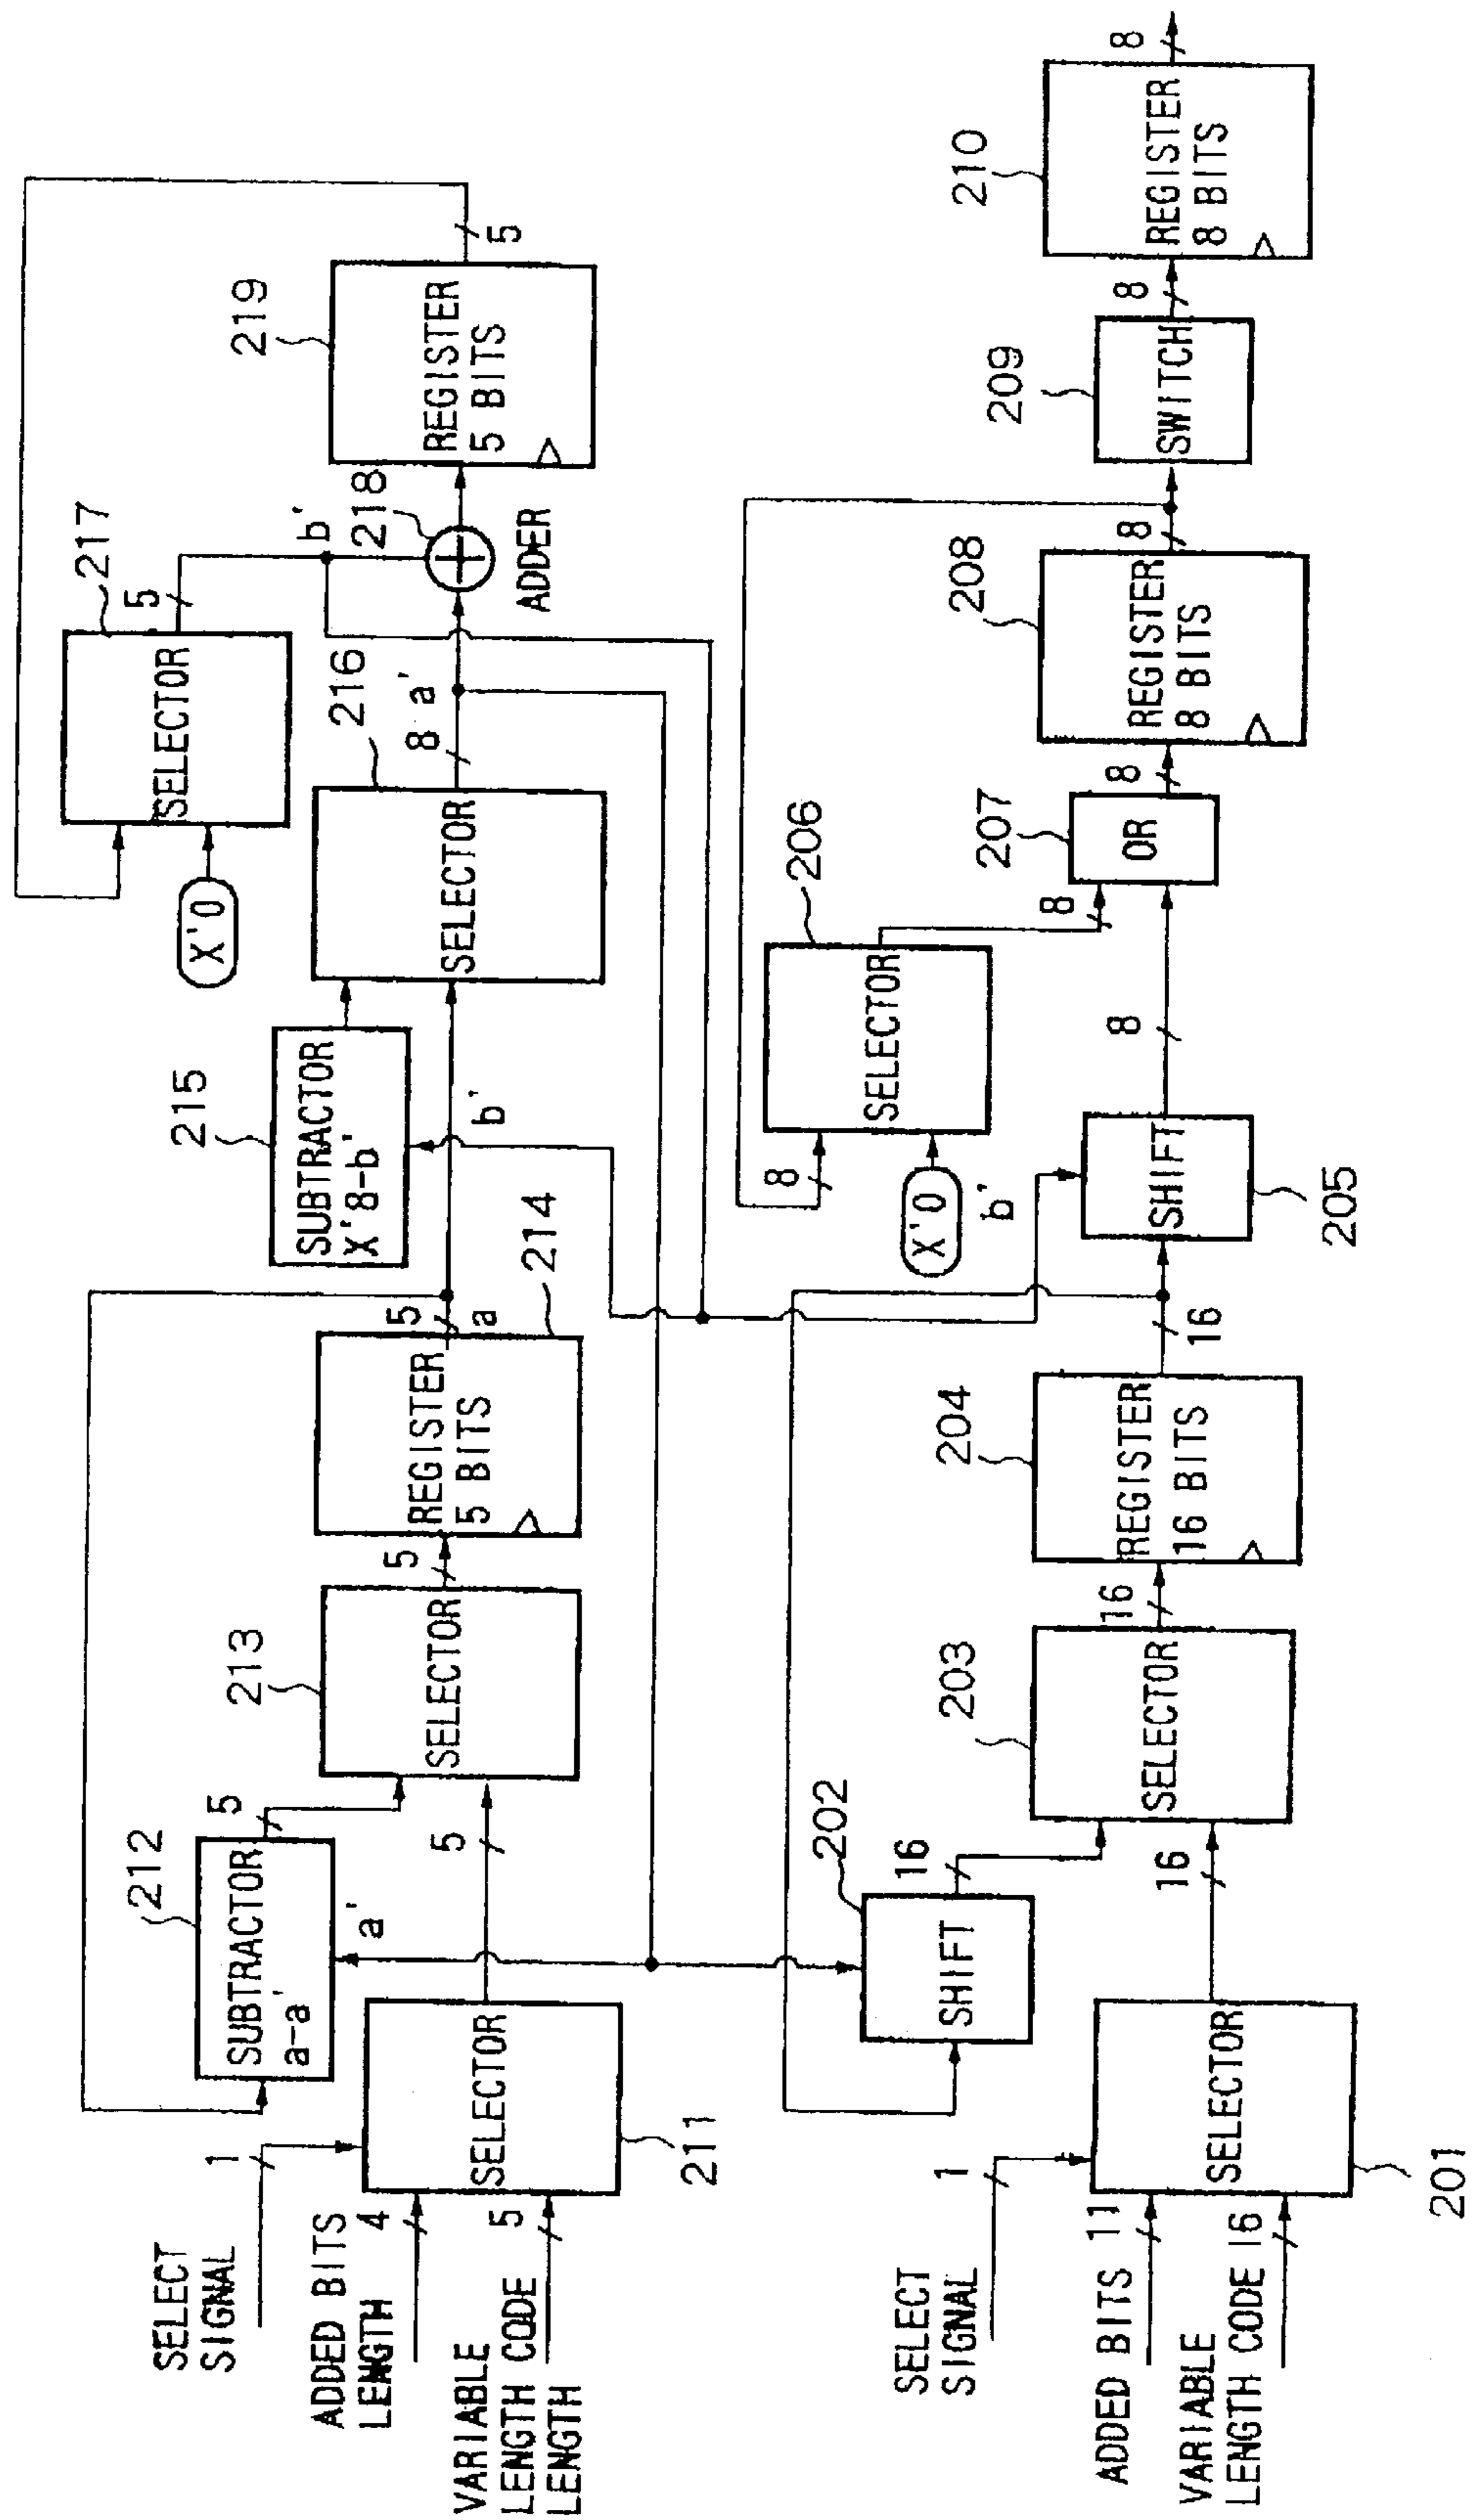 SELECT
SIGNAL
1
ADDED BITS
LENGTH
4
VARIABLE
LENGTH CODE
LENGTH
5
SELECTOR
211
SUBTRACTOR
a-a'
212
a'
5
5
SELECTOR
213
5
REGISTER
5 BITS
214
5
a
SUBTRACTOR
X'8-b'
215
b'
SELECTOR
216
8
a'
X'0
SELECTOR
217
5
b'
218
ADDER
REGISTER
5 BITS
219
5
SELECT
SIGNAL
1
ADDED BITS
11
VARIABLE
LENGTH CODE
16
SELECTOR
201
SHIFT
202
16
16
SELECTOR
203
16
REGISTER
16 BITS
204
16
SHIFT
205
b'
8
X'0
8
SELECTOR
206
8
OR
207
8
REGISTER
8 BITS
208
8
SWITCH
209
8
REGISTER
8 BITS
210
8